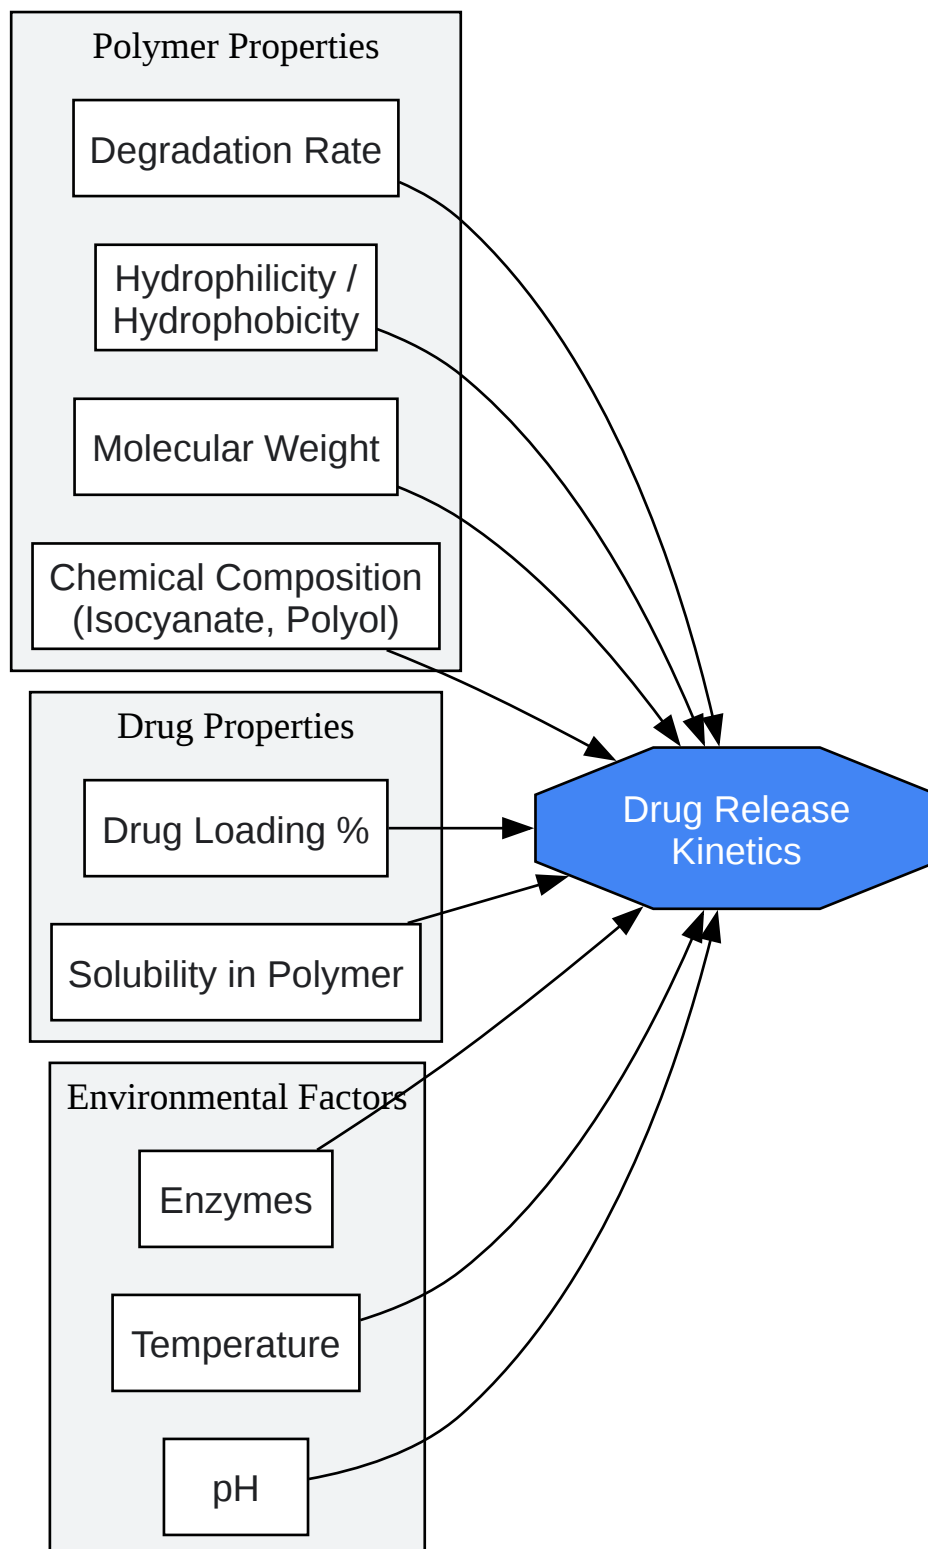 Polymer Properties
Degradation Rate
Hydrophilicity /
Hydrophobicity
Molecular Weight
Chemical Composition
(Isocyanate, Polyol)
Drug Properties
Drug Loading %
Solubility in Polymer
Environmental Factors
Enzymes
Temperature
pH
Drug Release
Kinetics